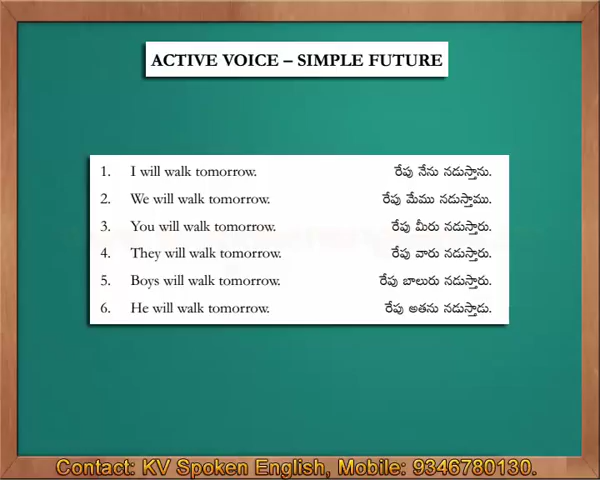 ACTIVE VOICE – SIMPLE FUTURE
1. I will walk tomorrow. రేపు నేను నడుస్తాను.
2. We will walk tomorrow. రేపు మేము నడుస్తాము.
3. You will walk tomorrow. రేపు మీరు నడుస్తారు.
4. They will walk tomorrow. రేపు వారు నడుస్తారు.
5. Boys will walk tomorrow. రేపు బాలురు నడుస్తారు.
6. He will walk tomorrow. రేపు అతను నడుస్తాడు.
Contact: KV Spoken English, Mobile: 9346780130.